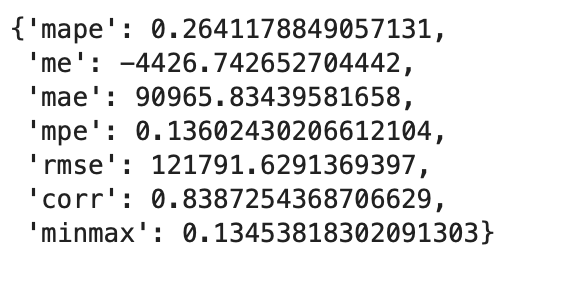 {'mape': 0.2641178849057131,
'me': -4426.742652704442,
'mae': 90965.83439581658,
'mpe': 0.13602430206612104,
'rmse': 121791.6291369397,
'corr': 0.8387254368706629,
'minmax': 0.13453818302091303}